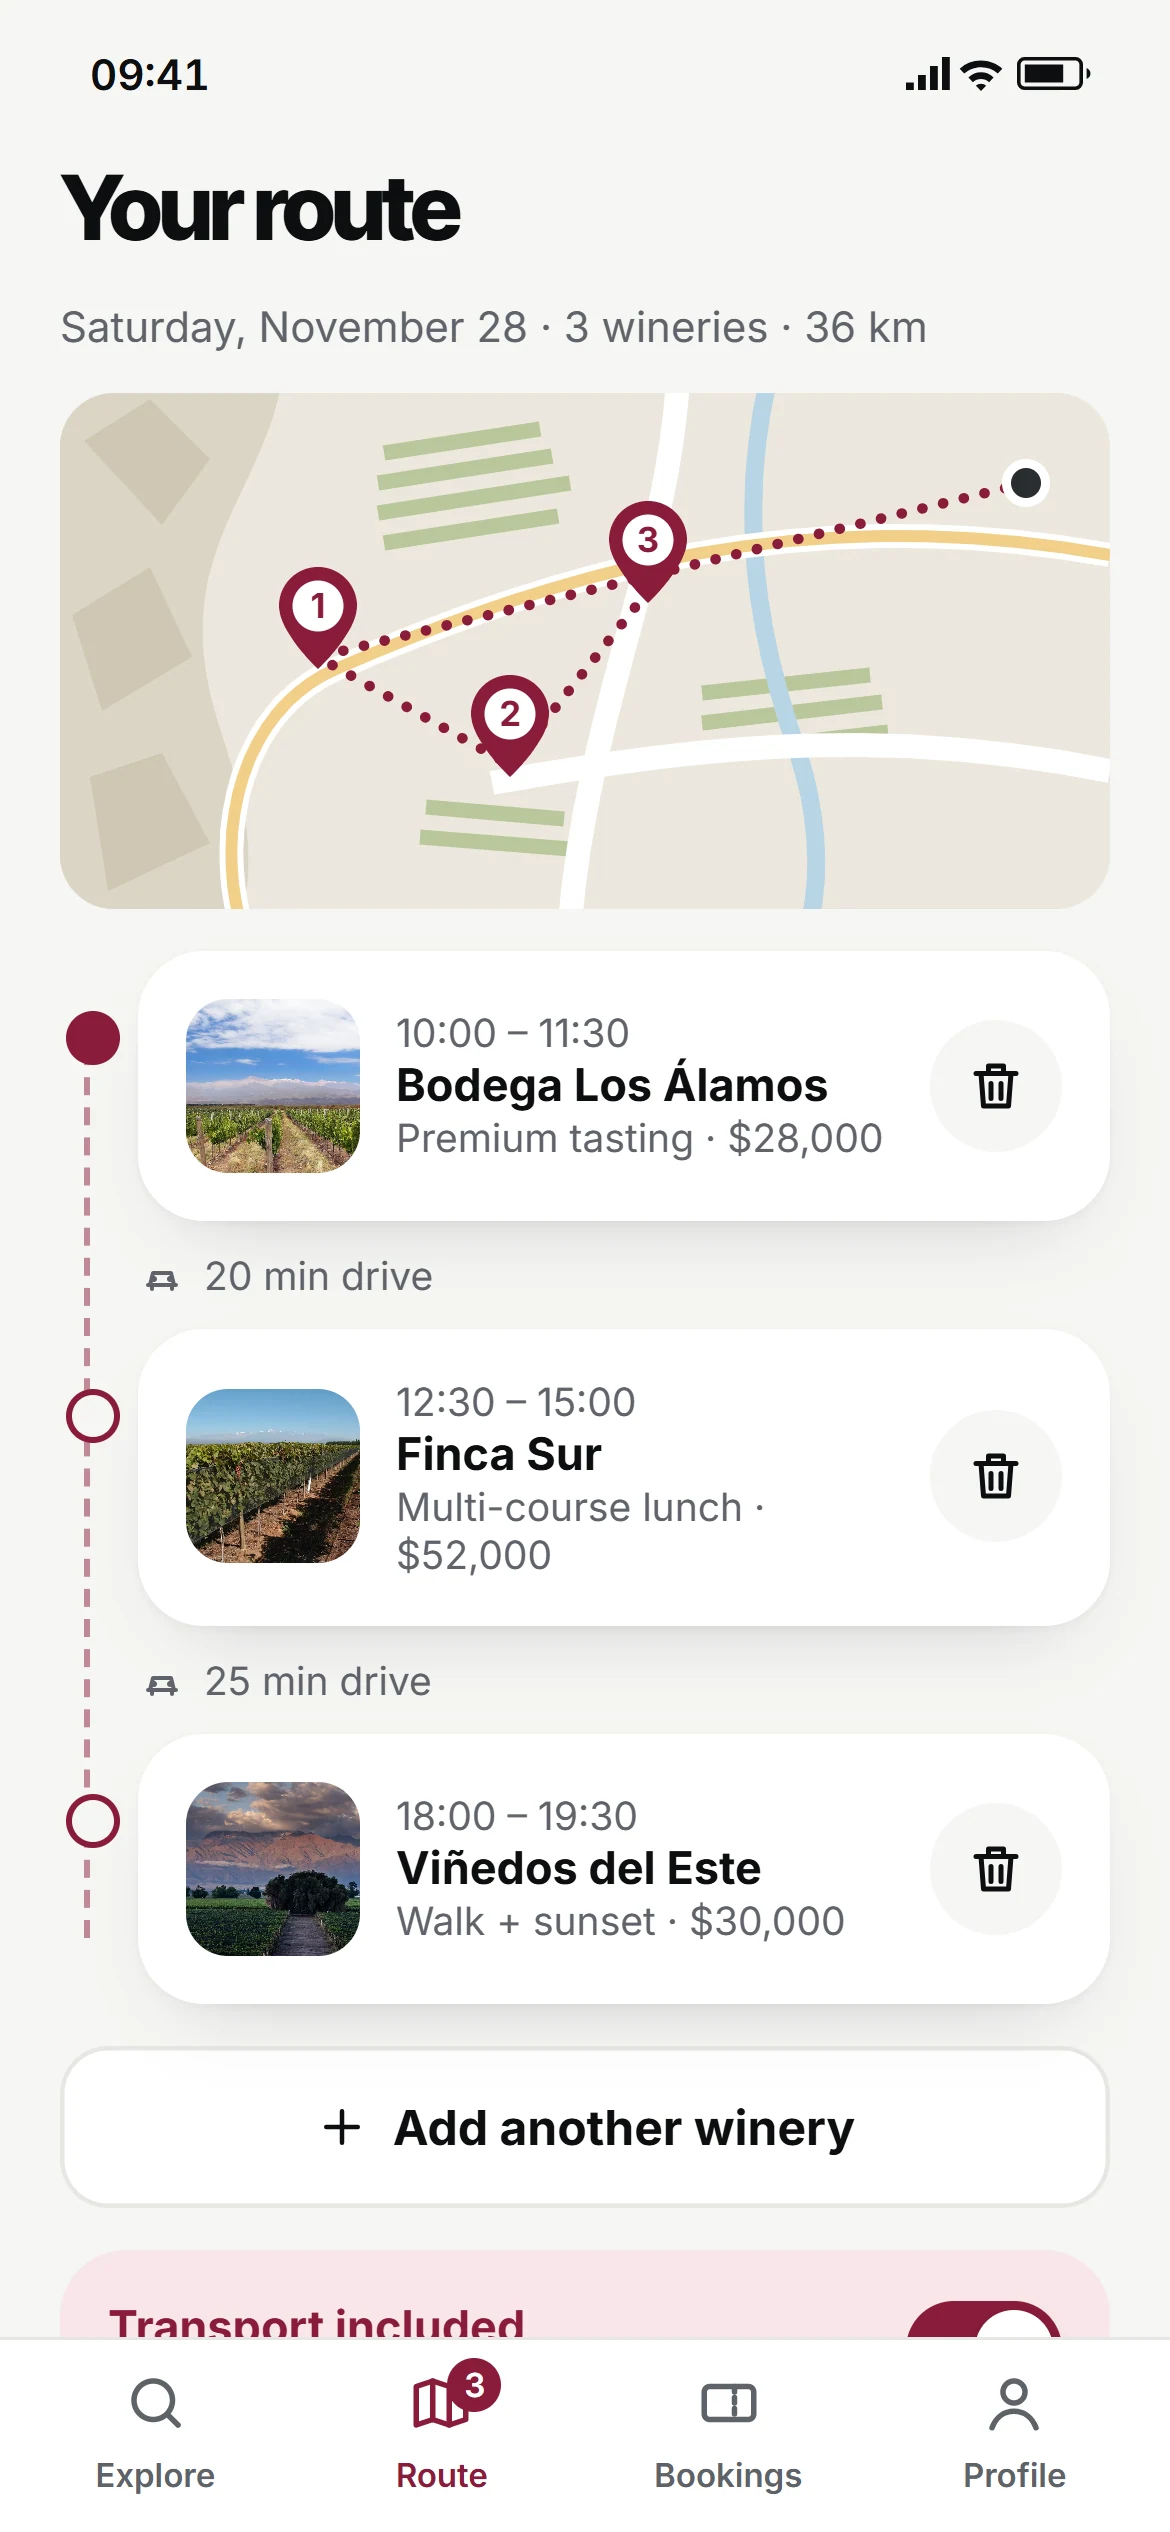 09:41
Your route
Saturday, November 28 · 3 wineries · 36 km
3
1
2
10:00 – 11:30
Bodega Los Álamos
Premium tasting · $28,000
20 min drive
12:30 – 15:00
Finca Sur
Multi-course lunch ·
$52,000
25 min drive
18:00 – 19:30
Viñedos del Este
Walk + sunset · $30,000
+ Add another winery
Transport included
3
Explore
Route
Bookings
Profile